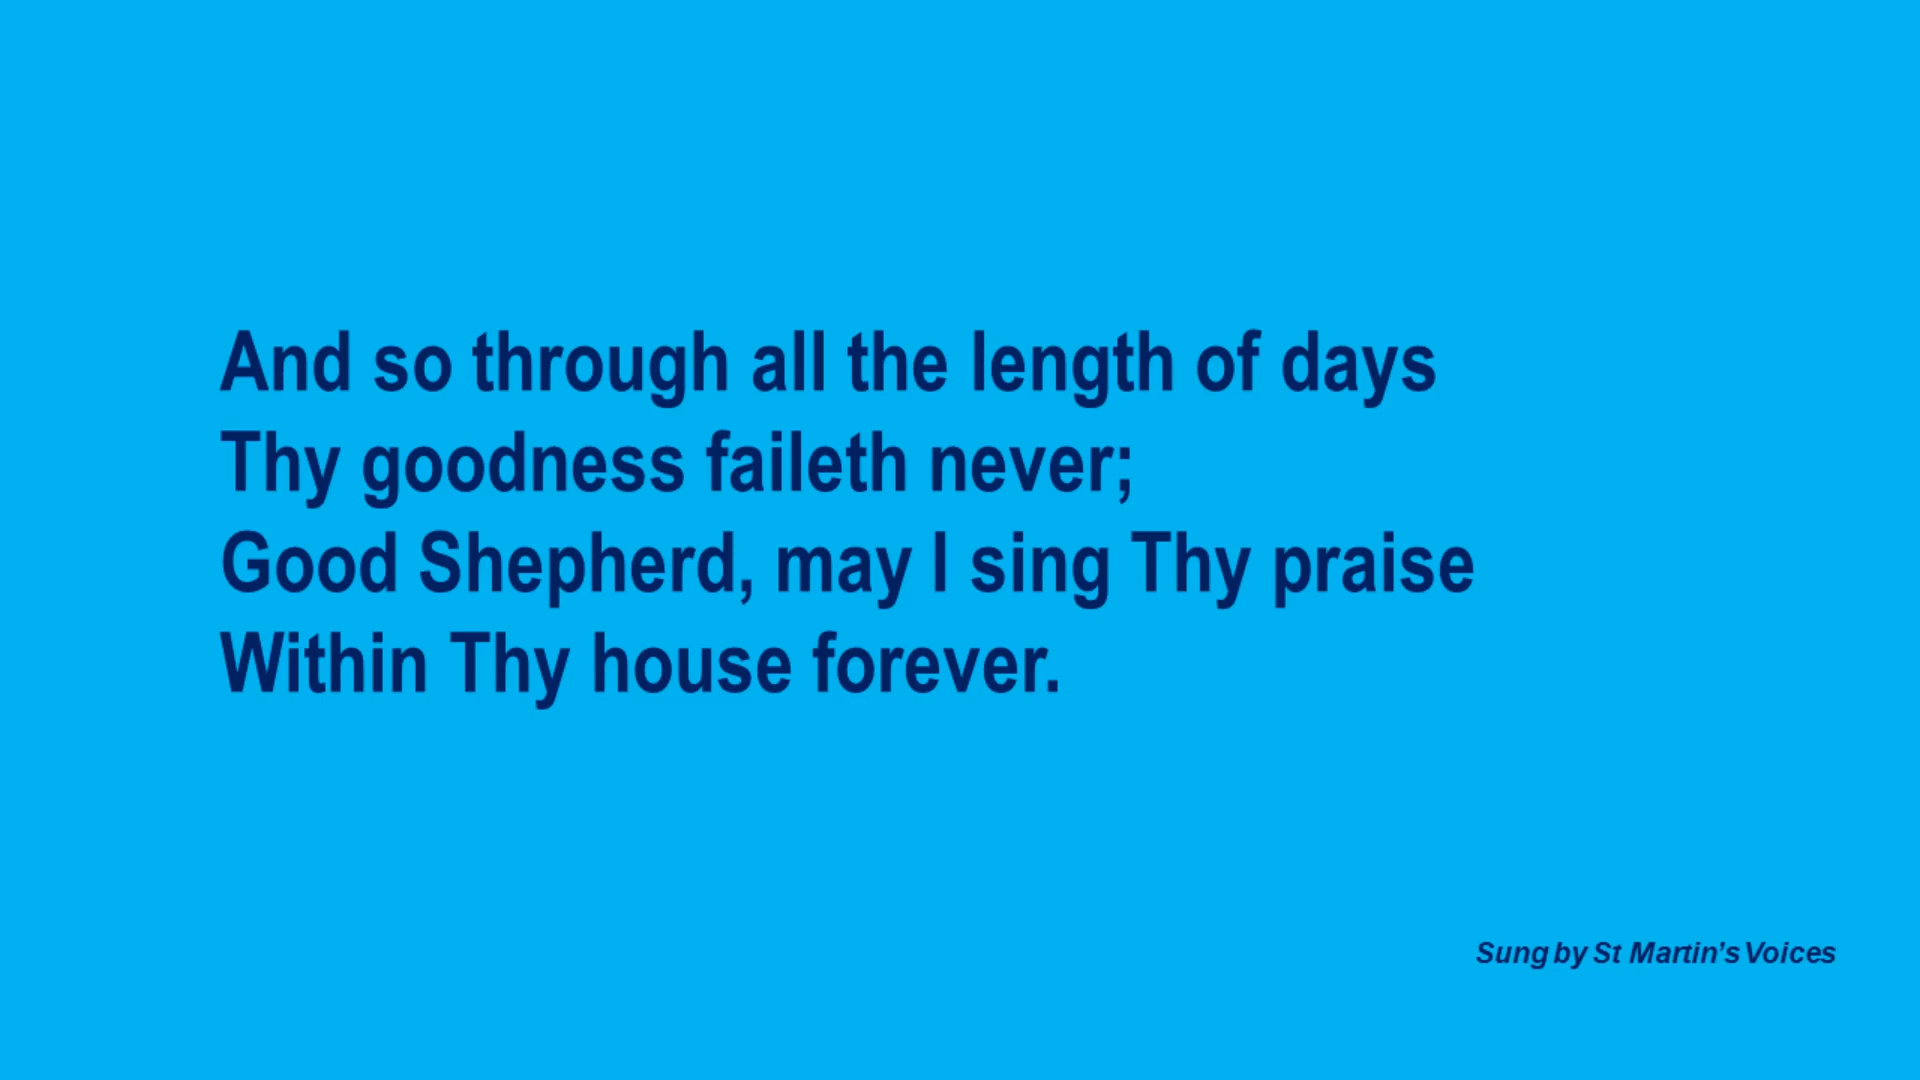 And so through all the length of days
Thy goodness faileth never;
Good Shepherd, may I sing Thy praise
Within Thy house forever.
Sung by St Martin’s Voices